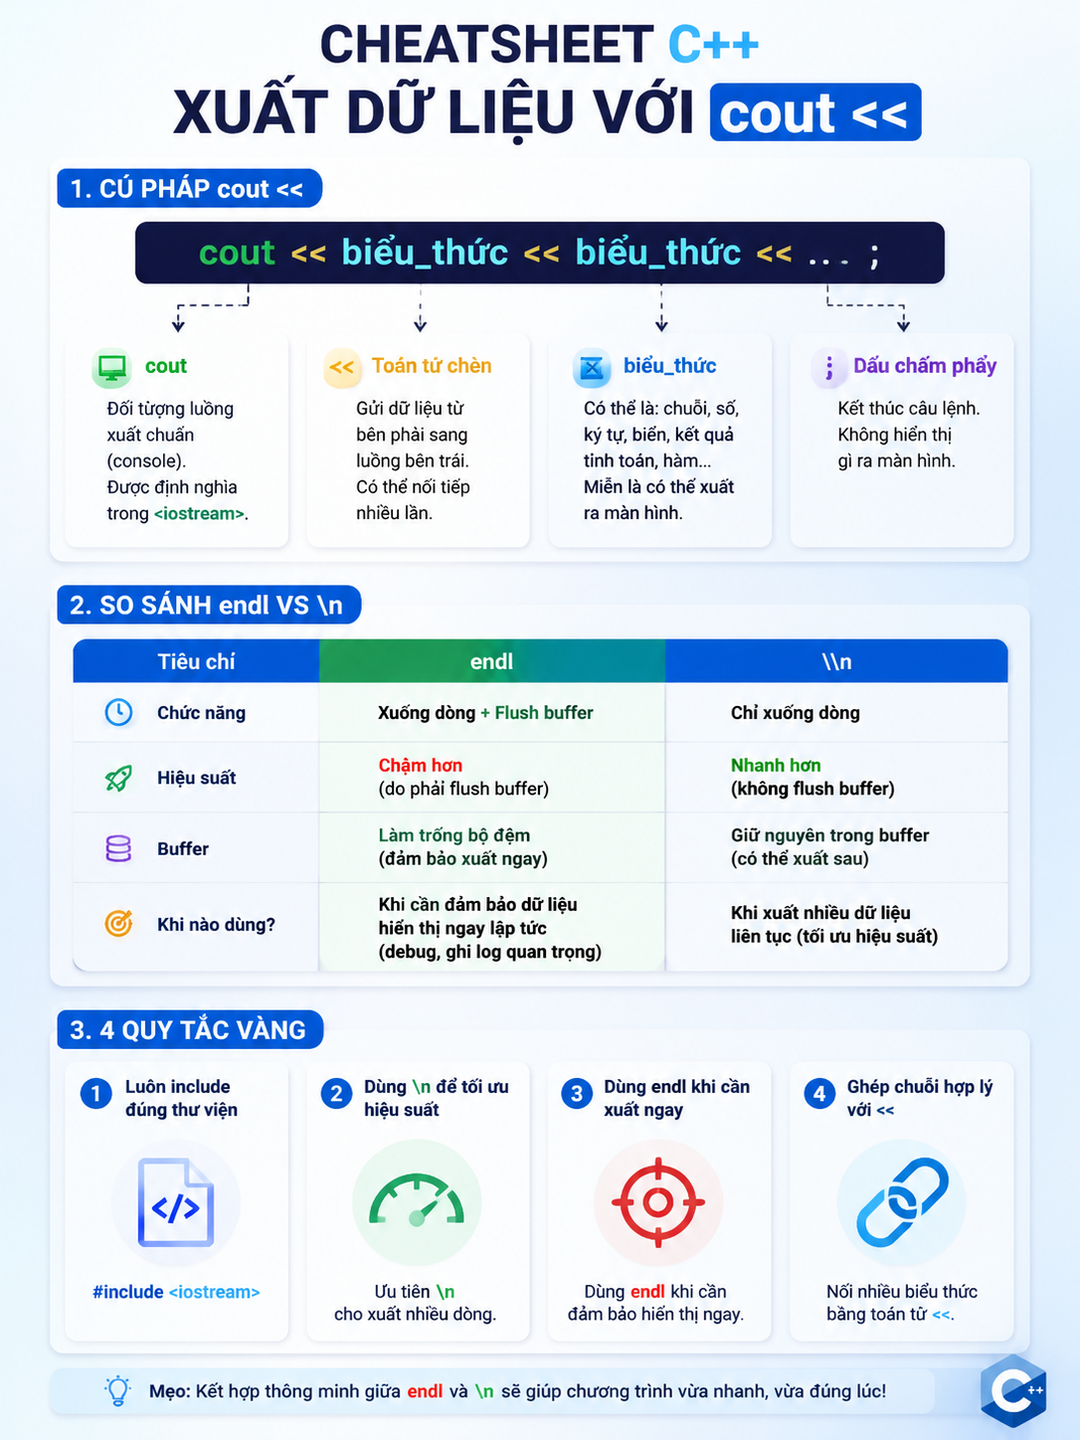 CHEATSHEET C++
XUẤT DỮ LIỆU VỚI cout <<
1. CÚ PHÁP cout <<
cout << biểu_thức << biểu_thức << ... ;
cout
Đối tượng luồng
xuất chuẩn
(console).
Được định nghĩa
trong <iostream>.
<< Toán tử chèn
Gửi dữ liệu từ
bên phải sang
luồng bên trái.
Có thể nối tiếp
nhiều lần.
biểu_thức
Có thể là: chuỗi, số,
ký tự, biến, kết quả
tính toán, hàm...
Miễn là có thể xuất
ra màn hình.
; Dấu chấm phẩy
Kết thúc câu lệnh.
Không hiển thị
gì ra màn hình.
2. SO SÁNH endl VS \n
Tiêu chí endl \\n
Chức năng Xuống dòng + Flush buffer Chỉ xuống dòng
Hiệu suất
Chậm hơn
(do phải flush buffer)
Nhanh hơn
(không flush buffer)
Buffer
Làm trống bộ đệm
(đảm bảo xuất ngay)
Giữ nguyên trong buffer
(có thể xuất sau)
Khi nào dùng?
Khi cần đảm bảo dữ liệu
hiển thị ngay lập tức
(debug, ghi log quan trọng)
Khi xuất nhiều dữ liệu
liên tục (tối ưu hiệu suất)
3. 4 QUY TẮC VÀNG
1 Luôn include
đúng thư viện
</>
#include <iostream>
2 Dùng \n để tối ưu
hiệu suất
Ưu tiên \n
cho xuất nhiều dòng.
3 Dùng endl khi cần
xuất ngay
Dùng endl khi cần
đảm bảo hiển thị ngay.
4 Ghép chuỗi hợp lý
với <<
Nối nhiều biểu thức
bằng toán tử <<.
Mẹo: Kết hợp thông minh giữa endl và \n sẽ giúp chương trình vừa nhanh, vừa đúng lúc!
C++